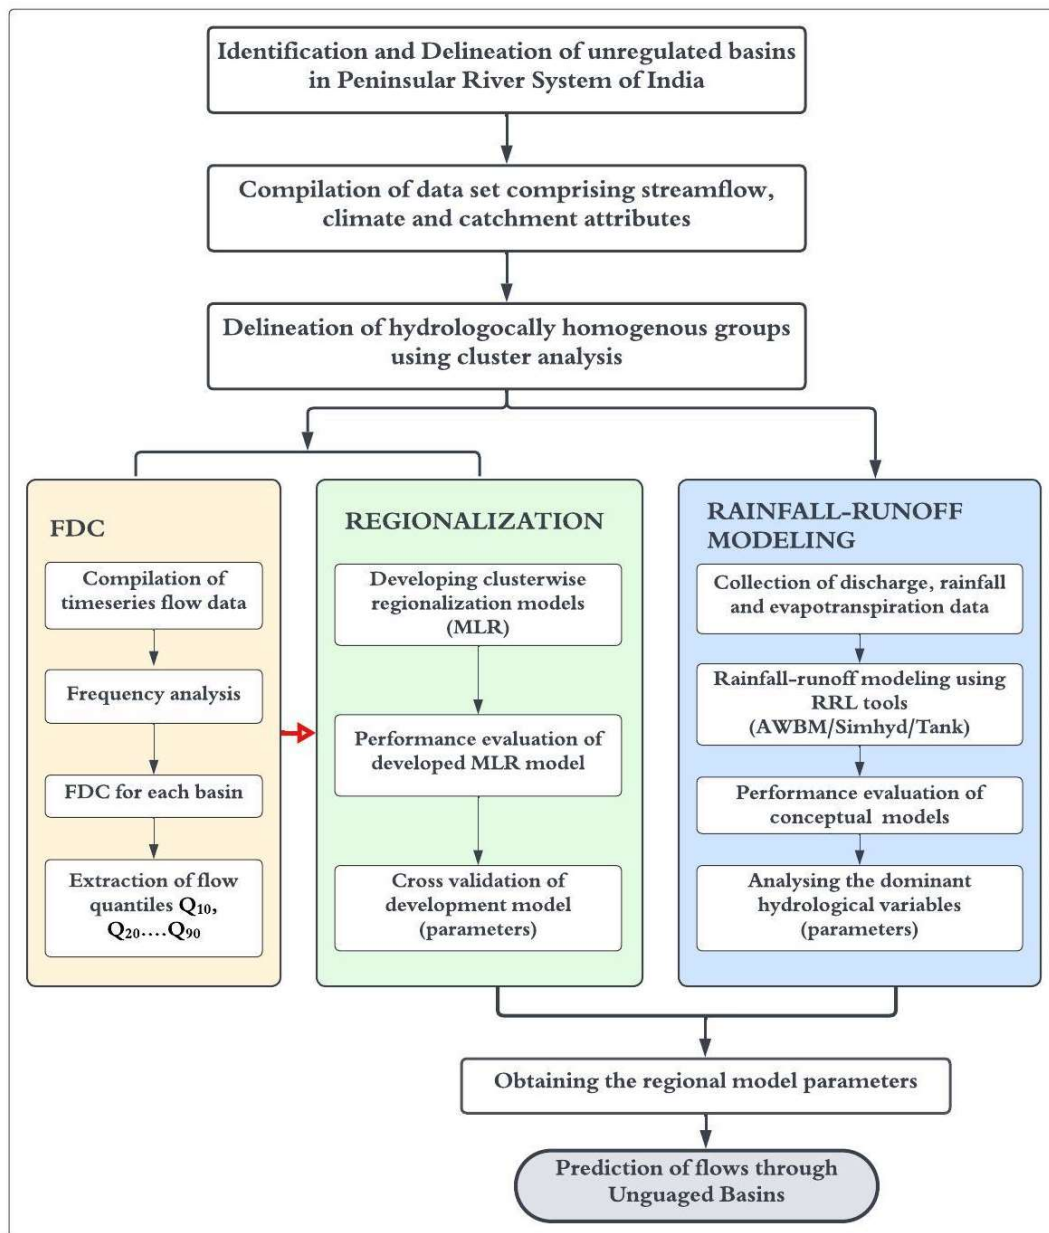 Identification and Delineation of unregulated basins
in Peninsular River System of India
Compilation of data set comprising streamflow,
climate and catchment attributes
Delineation of hydrologocally homogenous groups
using cluster analysis
FDC
Compilation of
timeseries flow data
Frequency analysis
FDC for each basin
Extraction of flow
quantiles Q₁₀,
Q₂₀....Q₉₀
REGIONALIZATION
Developing clusterwise
regionalization models
(MLR)
Performance evaluation of
developed MLR model
Cross validation of
development model
(parameters)
RAINFALL-RUNOFF
MODELING
Collection of discharge, rainfall
and evapotranspiration data
Rainfall-runoff modeling using
RRL tools
(AWBM/Simhyd/Tank)
Performance evaluation of
conceptual models
Analysing the dominant
hydrological variables
(parameters)
Obtaining the regional model parameters
Prediction of flows through
Unguaged Basins